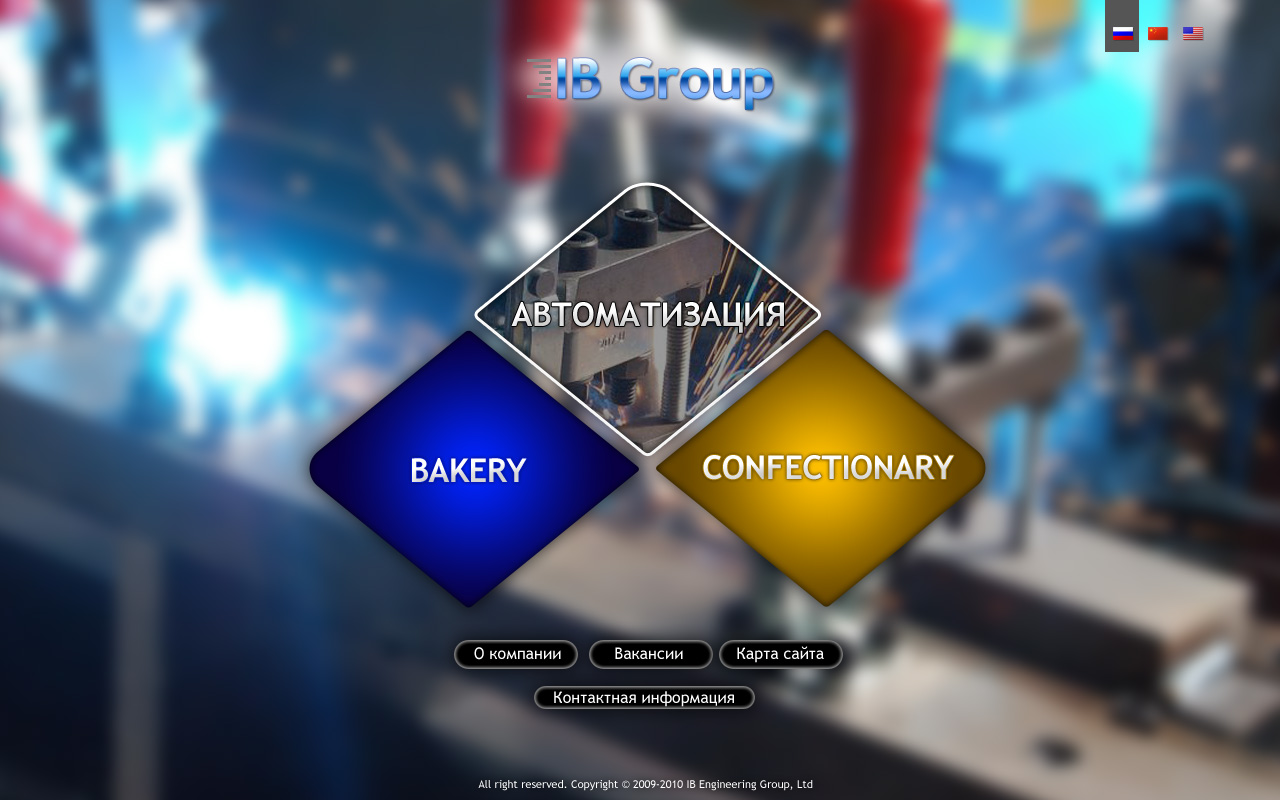 IB Group
АВТОМАТИЗАЦИЯ
BAKERY
CONFECTIONARY
О компании
Вакансии
Карта сайта
Контактная информация
All right reserved. Copyright © 2009-2010 IB Engineering Group, Ltd